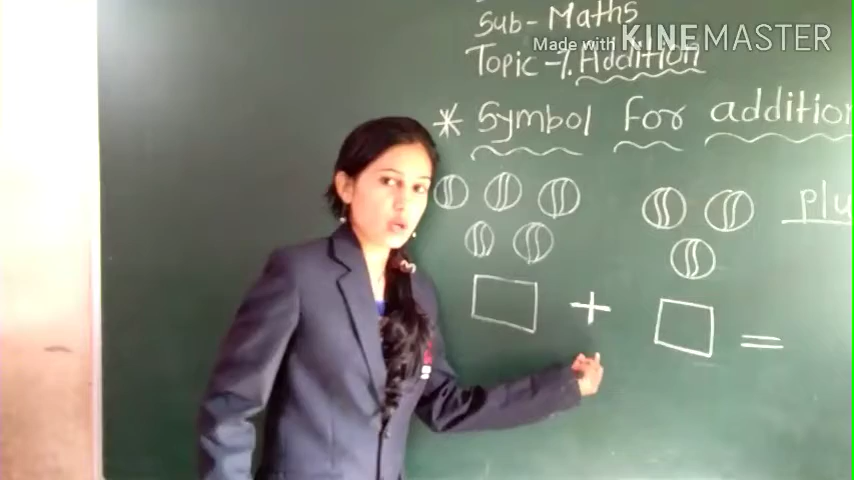 Sub- Maths
Made with KINEMASTER
Topic -1. Addition
* Symbol for addition
plu
+ =